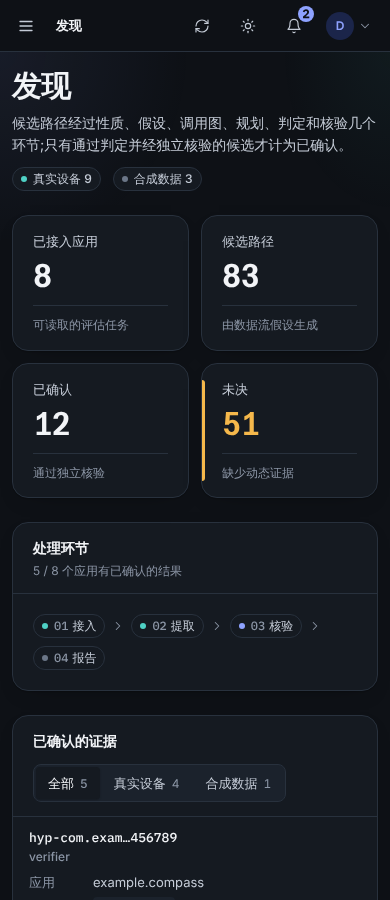 发现
2
D
发现
候选路径经过性质、假设、调用图、规划、判定和核验几个
环节;只有通过判定并经独立核验的候选才计为已确认。
真实设备 9
合成数据 3
已接入应用
8
可读取的评估任务
候选路径
83
由数据流假设生成
已确认
12
通过独立核验
未决
51
缺少动态证据
处理环节
5 / 8 个应用有已确认的结果
01 接入
02 提取
03 核验
04 报告
已确认的证据
全部 5
真实设备 4
合成数据 1
hyp-com.exam…456789
verifier
应用 example.compass